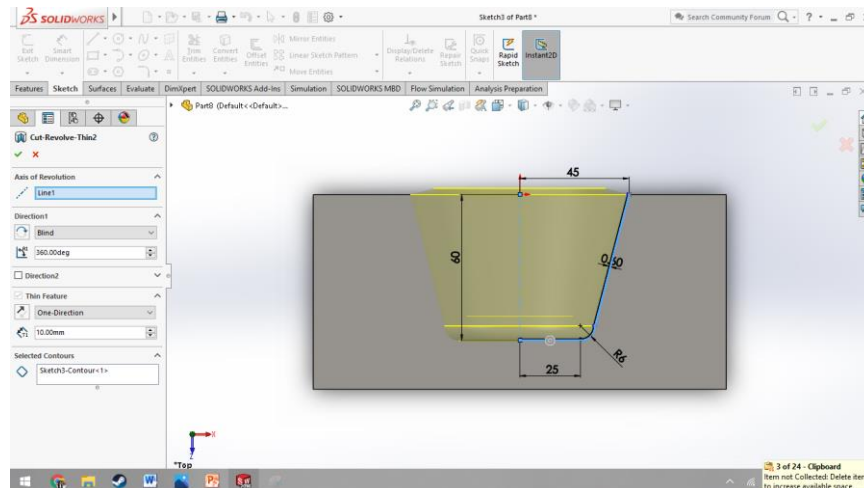 DS SOLIDWORKS
Sketch3 of Part8 *
Search Community Forum
Exit Sketch
Smart Dimension
Trim Entities
Convert Entities
Offset Entities
Mirror Entities
Linear Sketch Pattern
Move Entities
Display/Delete Relations
Repair Sketch
Quick Snaps
Rapid Sketch
Instant2D
Features Sketch Surfaces Evaluate DimXpert SOLIDWORKS Add-Ins Simulation SOLIDWORKS MBD Flow Simulation Analysis Preparation
Part8 (Default<<Default>...
Cut-Revolve-Thin2
Axis of Revolution
Line1
Direction1
Blind
360.00deg
Direction2
Thin Feature
One-Direction
10.00mm
Selected Contours
Sketch3-Contour<1>
45
60
0.50
R6
25
X
Z
*Top
3 of 24 - Clipboard
Item not Collected: Delete iter
to increase available space